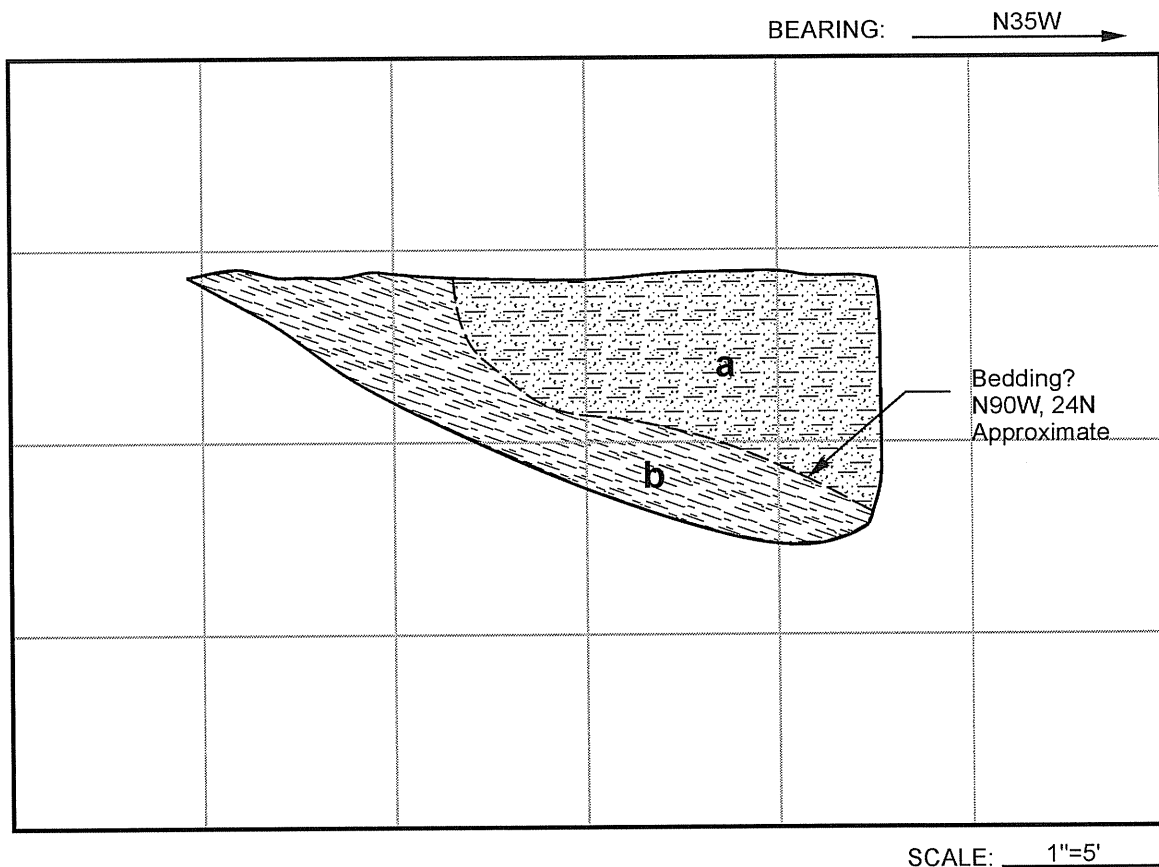 BEARING: N35W
a
Bedding?
N90W, 24N
Approximate
b
SCALE: 1"=5'